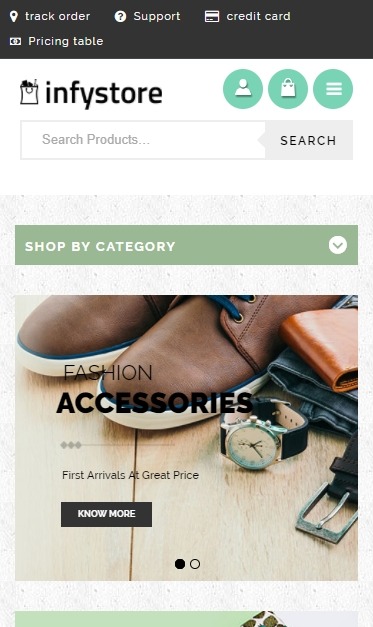 track order
Support
credit card
Pricing table
infystore
Search Products...
SEARCH
SHOP BY CATEGORY
FASHION
ACCESSORIES
First Arrivals At Great Price
KNOW MORE